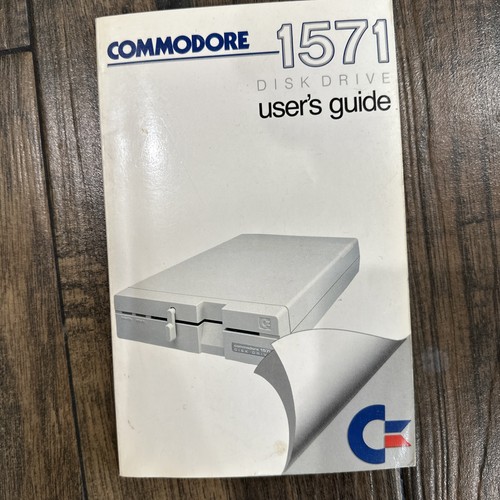 COMMODORE 1571
DISK DRIVE
user's guide